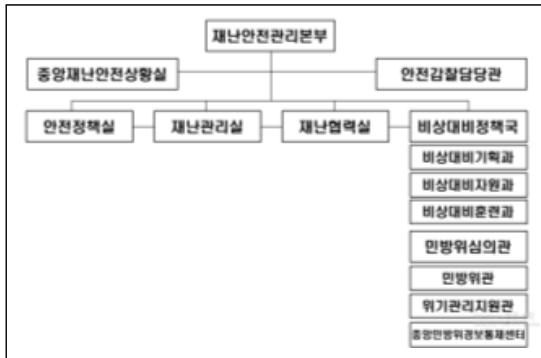 재난안전관리본부
중앙재난안전상황실
안전감찰담당관
안전정책실
재난관리실
재난협력실
비상대비정책국
비상대비기획과
비상대비자원과
비상대비훈련과
민방위심의관
민방위관
위기관리지원관
중앙민방위경보통제센터